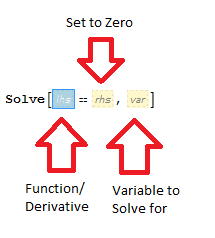 Set to Zero
Solve[lhs == rhs, var]
Function/ Variable to
Derivative Solve for